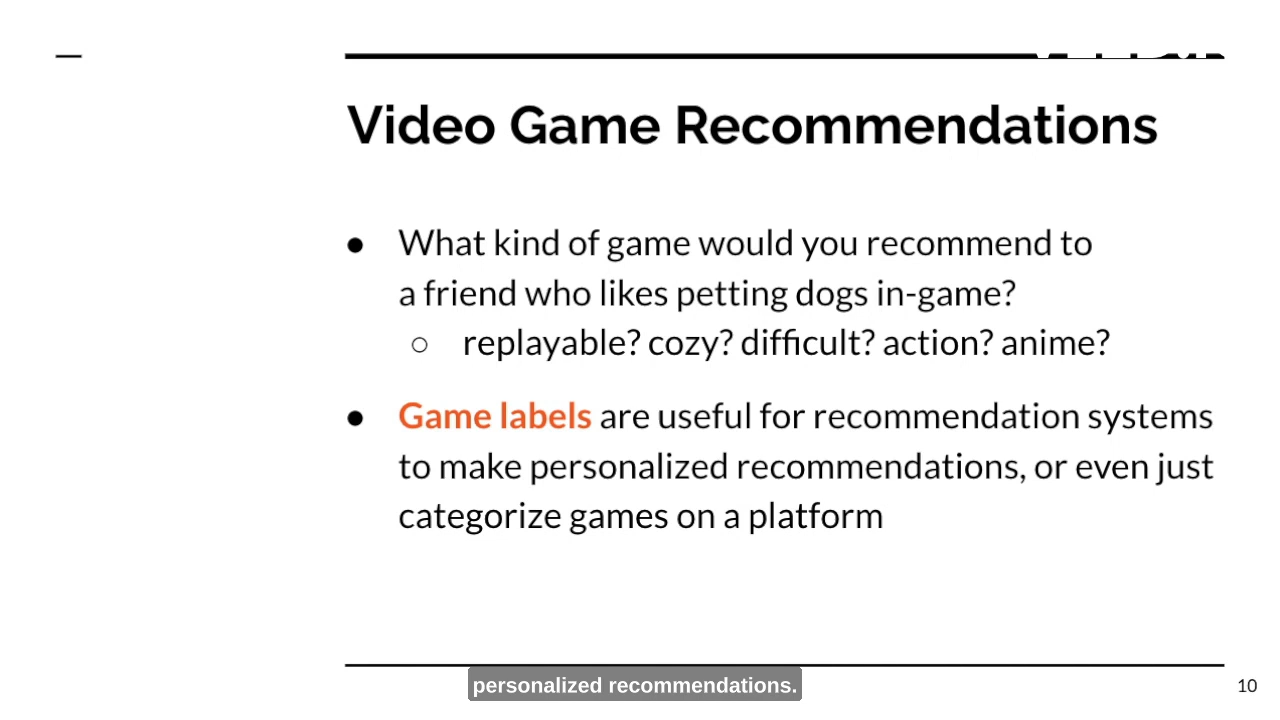 Video Game Recommendations
● What kind of game would you recommend to
a friend who likes petting dogs in-game?
○ replayable? cozy? difficult? action? anime?
● Game labels are useful for recommendation systems
to make personalized recommendations, or even just
categorize games on a platform
personalized recommendations.
10